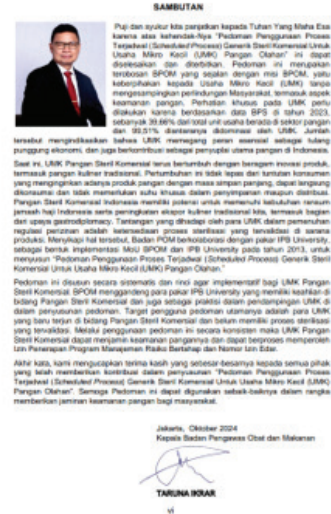 SAMBUTAN
Puji dan syukur kita panjatkan kepada Tuhan Yang Maha Esa
karena atas kehendak-Nya "Pedoman Penggunaan Proses
Terjadwal (Scheduled Process) Generik Steril Komersial Untuk
Usaha Mikro Kecil (UMK) Pangan Olahan" ini dapat
diselesaikan dan diterbitkan. Pedoman ini merupakan
terobosan BPOM yang sejalan dengan misi BPOM, yaitu
keberpihakan kepada Usaha Mikro Kecil (UMK) tanpa
mengesampingkan perlindungan Masyarakat, termasuk aspek
keamanan pangan. Perhatian khusus pada UMK perlu
dilakukan karena berdasarkan data BPS di tahun 2023,
sebanyak 39,66% dari total unit usaha berada di sektor pangan
dan 99,51% diantaranya didominasi oleh UMK. Jumlah
tersebut mengindikasikan bahwa UMK memegang peran esensial sebagai tulang
punggung ekonomi, dan juga berkontribusi sebagai penyuplai utama pangan di Indonesia.
Saat ini, UMK Pangan Steril Komersial terus bertumbuh dengan beragam inovasi produk,
termasuk pangan kuliner tradisional. Pertumbuhan ini tidak lepas dari tuntutan konsumen
yang menginginkan adanya produk pangan dengan masa simpan panjang, dapat langsung
dikonsumsi dan tidak memerlukan suhu khusus dalam penyimpanan maupun distribusi.
Pangan Steril Komersial Indonesia memiliki potensi untuk memenuhi kebutuhan ransum
jemaah haji Indonesia serta peningkatan ekspor kuliner tradisional kita, termasuk bagian
dari upaya gastrodiplomacy. Tantangan yang dihadapi oleh para UMK dalam pemenuhan
regulasi perizinan adalah ketersediaan proses sterilisasi yang tervalidasi di sarana
produksi. Menyikapi hal tersebut, Badan POM berkolaborasi dengan pakar IPB University,
sebagai bentuk implementasi MoU BPOM dan IPB University pada tahun 2013, untuk
menyusun "Pedoman Penggunaan Proses Terjadwal (Scheduled Process) Generik Steril
Komersial Untuk Usaha Mikro Kecil (UMK) Pangan Olahan."
Pedoman ini disusun secara sistematis dan rinci agar implementatif bagi UMK Pangan
Steril Komersial. BPOM menggandeng para pakar IPB University yang memiliki keahlian di
bidang Pangan Steril Komersial dan juga sebagai praktisi dalam pendampingan UMK di
dalam penyusunan pedoman. Target pengguna pedoman utamanya adalah para UMK
yang baru terjun di bidang Pangan Steril Komersial dan belum memiliki proses sterilisasi
yang tervalidasi. Melalui penggunaan pedoman ini secara konsisten maka UMK Pangan
Steril Komersial dapat menjamin keamanan pangannya dan dapat berproses memperoleh
Izin Penerapan Program Manajemen Risiko Bertahap dan Nomor Izin Edar.
Akhir kata, kami mengucapkan terima kasih yang sebesar-besarnya kepada semua pihak
yang telah memberikan kontribusi dalam penyusunan "Pedoman Penggunaan Proses
Terjadwal (Scheduled Process) Generik Steril Komersial Untuk Usaha Mikro Kecil (UMK)
Pangan Olahan". Semoga Pedoman ini dapat digunakan sebaik-baiknya dalam rangka
memberikan jaminan keamanan pangan bagi masyarakat.
Jakarta, Oktober 2024
Kepala Badan Pengawas Obat dan Makanan
TARUNA IKRAR
vi